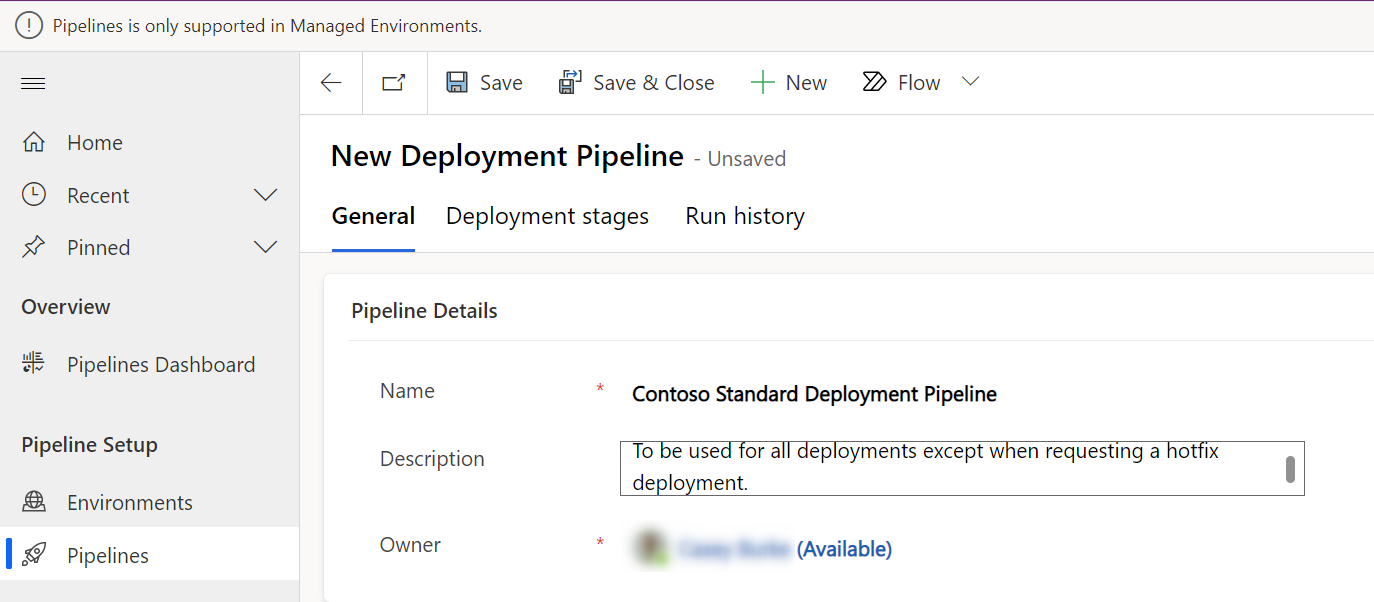 Pipelines is only supported in Managed Environments.
Save
Save & Close
New
Flow
Home
Recent
Pinned
Overview
Pipelines Dashboard
Pipeline Setup
Environments
Pipelines
New Deployment Pipeline - Unsaved
General
Deployment stages
Run history
Pipeline Details
Name * Contoso Standard Deployment Pipeline
Description
To be used for all deployments except when requesting a hotfix
deployment.
Owner * (Available)